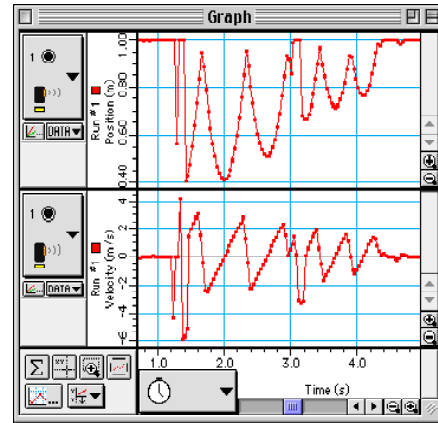 Graph
1
DATA
Run #1
Position (m)
1.00
0.80
0.60
0.40
1
DATA
Run #1
Velocity (m/s)
4
2
0
-2
-4
-6
Σ
1.0 2.0 3.0 4.0
Time (s)